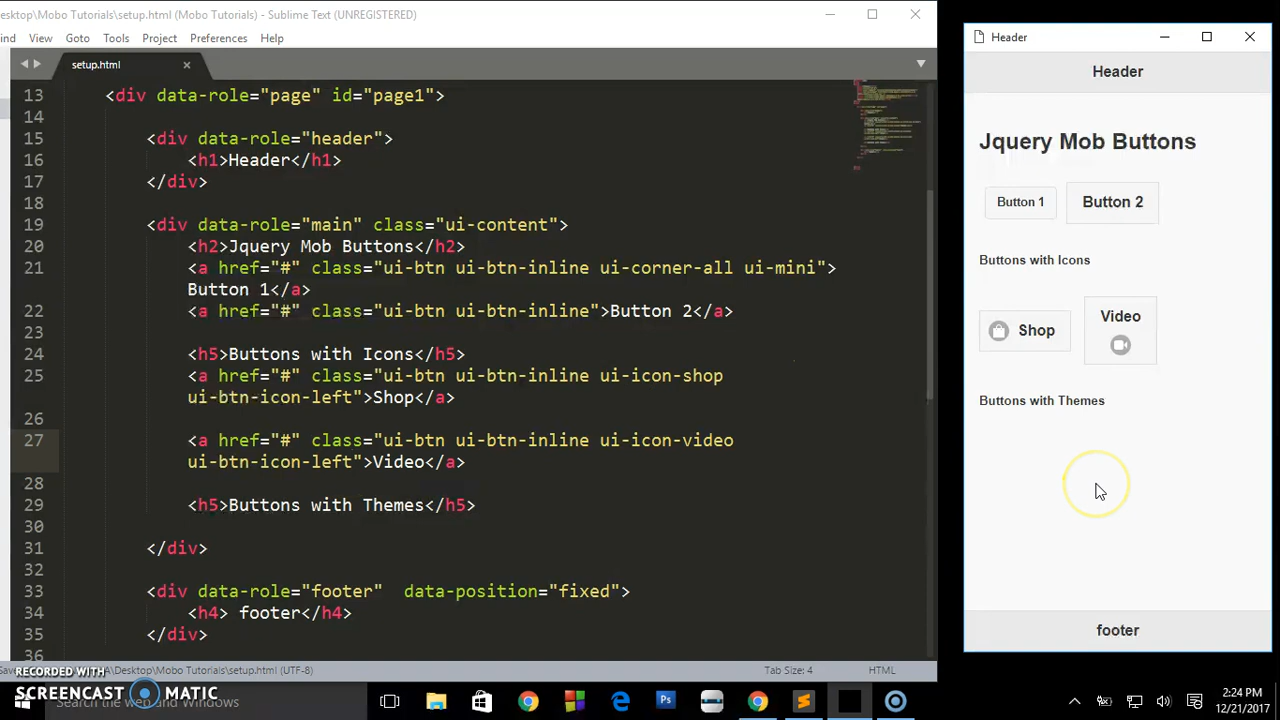 esktop\Mobo Tutorials\setup.html (Mobo Tutorials) - Sublime Text (UNREGISTERED)
ind View Goto Tools Project Preferences Help
setup.html
13 <div data-role="page" id="page1">
14
15 <div data-role="header">
16 <h1>Header</h1>
17 </div>
18
19 <div data-role="main" class="ui-content">
20 <h2>Jquery Mob Buttons</h2>
21 <a href="#" class="ui-btn ui-btn-inline ui-corner-all ui-mini">
Button 1</a>
22 <a href="#" class="ui-btn ui-btn-inline">Button 2</a>
23
24 <h5>Buttons with Icons</h5>
25 <a href="#" class="ui-btn ui-btn-inline ui-icon-shop
ui-btn-icon-left">Shop</a>
26
27 <a href="#" class="ui-btn ui-btn-inline ui-icon-video
ui-btn-icon-left">Video</a>
28
29 <h5>Buttons with Themes</h5>
30
31 </div>
32
33 <div data-role="footer"  data-position="fixed">
34 <h4> footer</h4>
35 </div>
36
Desktop\Mobo Tutorials\setup.html (UTF-8) Tab Size: 4 HTML
Header
Header
Jquery Mob Buttons
Button 1 Button 2
Buttons with Icons
Shop Video
Buttons with Themes
footer
RECORDED WITH
SCREENCAST MATIC
Search the web and Windows
Ps
2:24 PM
12/21/2017